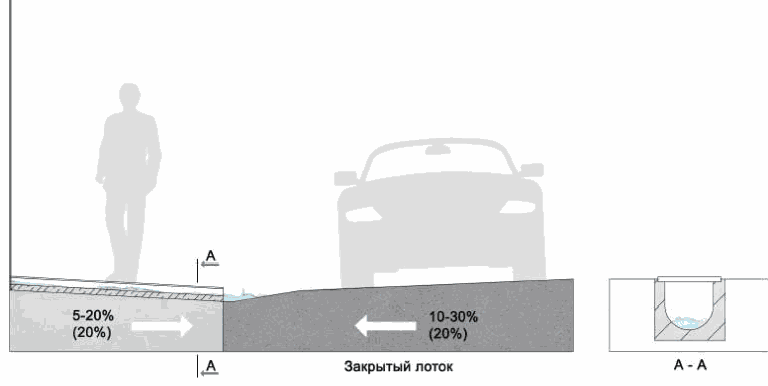 А
5-20%
(20%)
10-30%
(20%)
А
Закрытый лоток
А - А